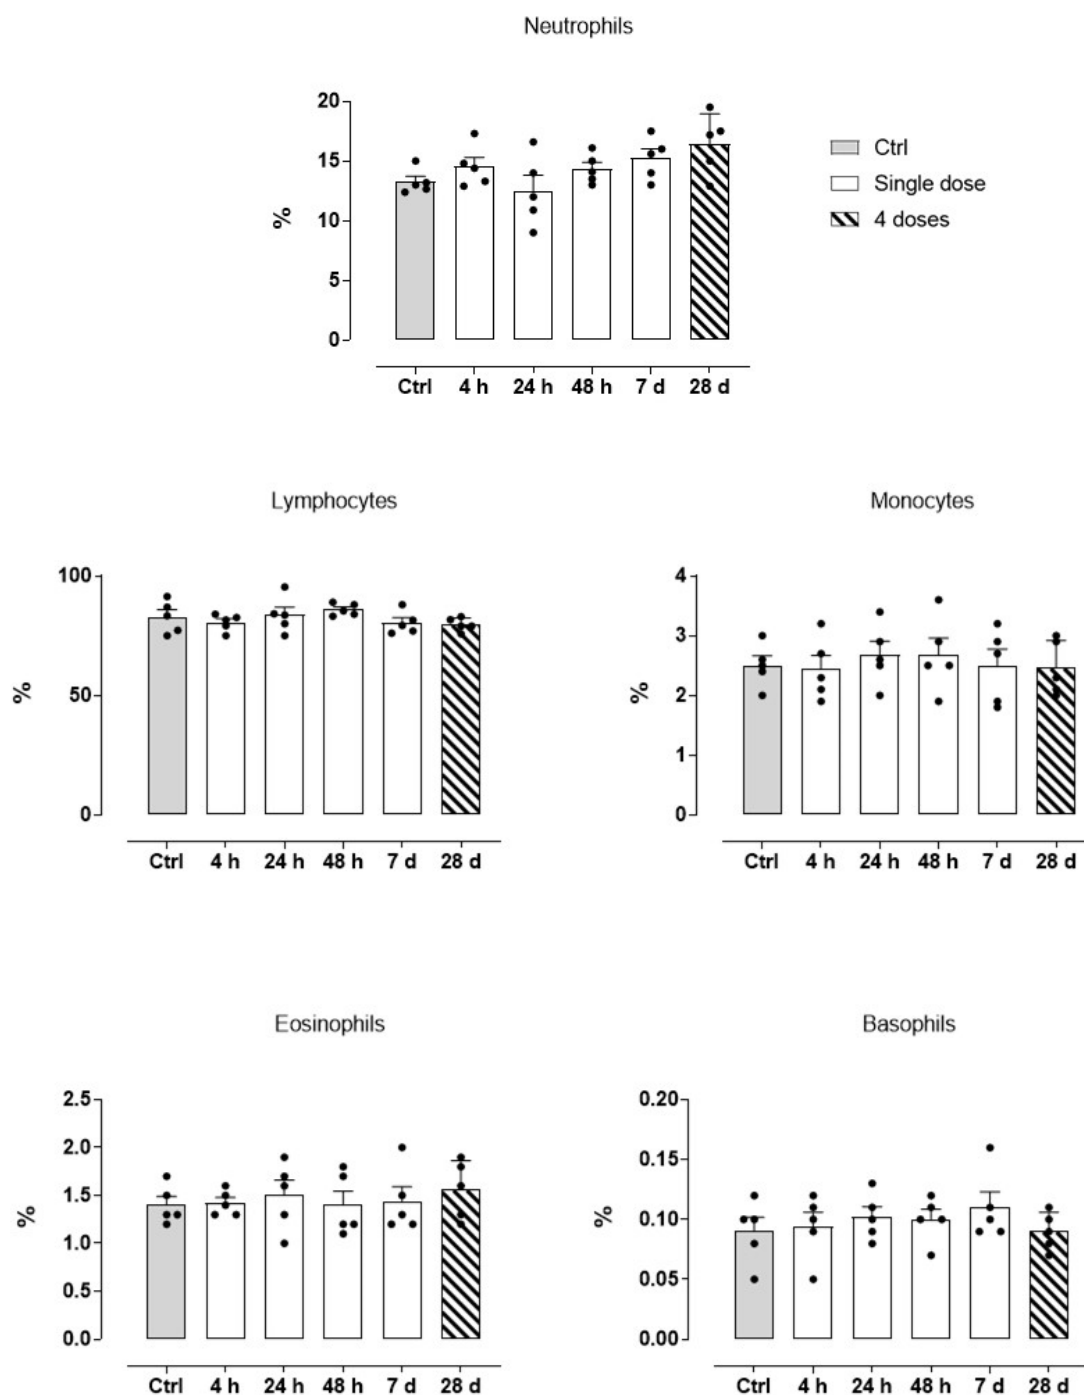 Neutrophils
20
15
10
5
0
%
Ctrl 4 h 24 h 48 h 7 d 28 d
Ctrl
Single dose
4 doses
Lymphocytes
100
50
0
%
Ctrl 4 h 24 h 48 h 7 d 28 d
Monocytes
4
3
2
1
0
%
Ctrl 4 h 24 h 48 h 7 d 28 d
Eosinophils
2.5
2.0
1.5
1.0
0.5
0.0
%
Ctrl 4 h 24 h 48 h 7 d 28 d
Basophils
0.20
0.15
0.10
0.05
0.00
%
Ctrl 4 h 24 h 48 h 7 d 28 d